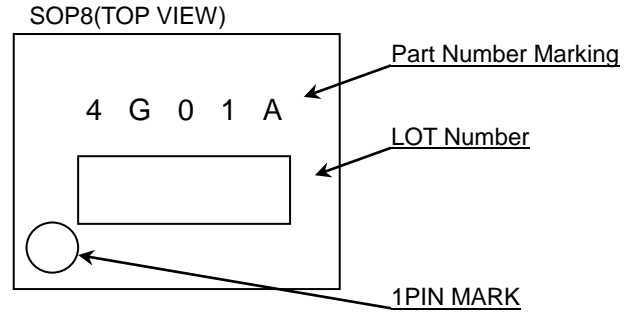 SOP8(TOP VIEW)
Part Number Marking
4 G 0 1 A
LOT Number
1PIN MARK